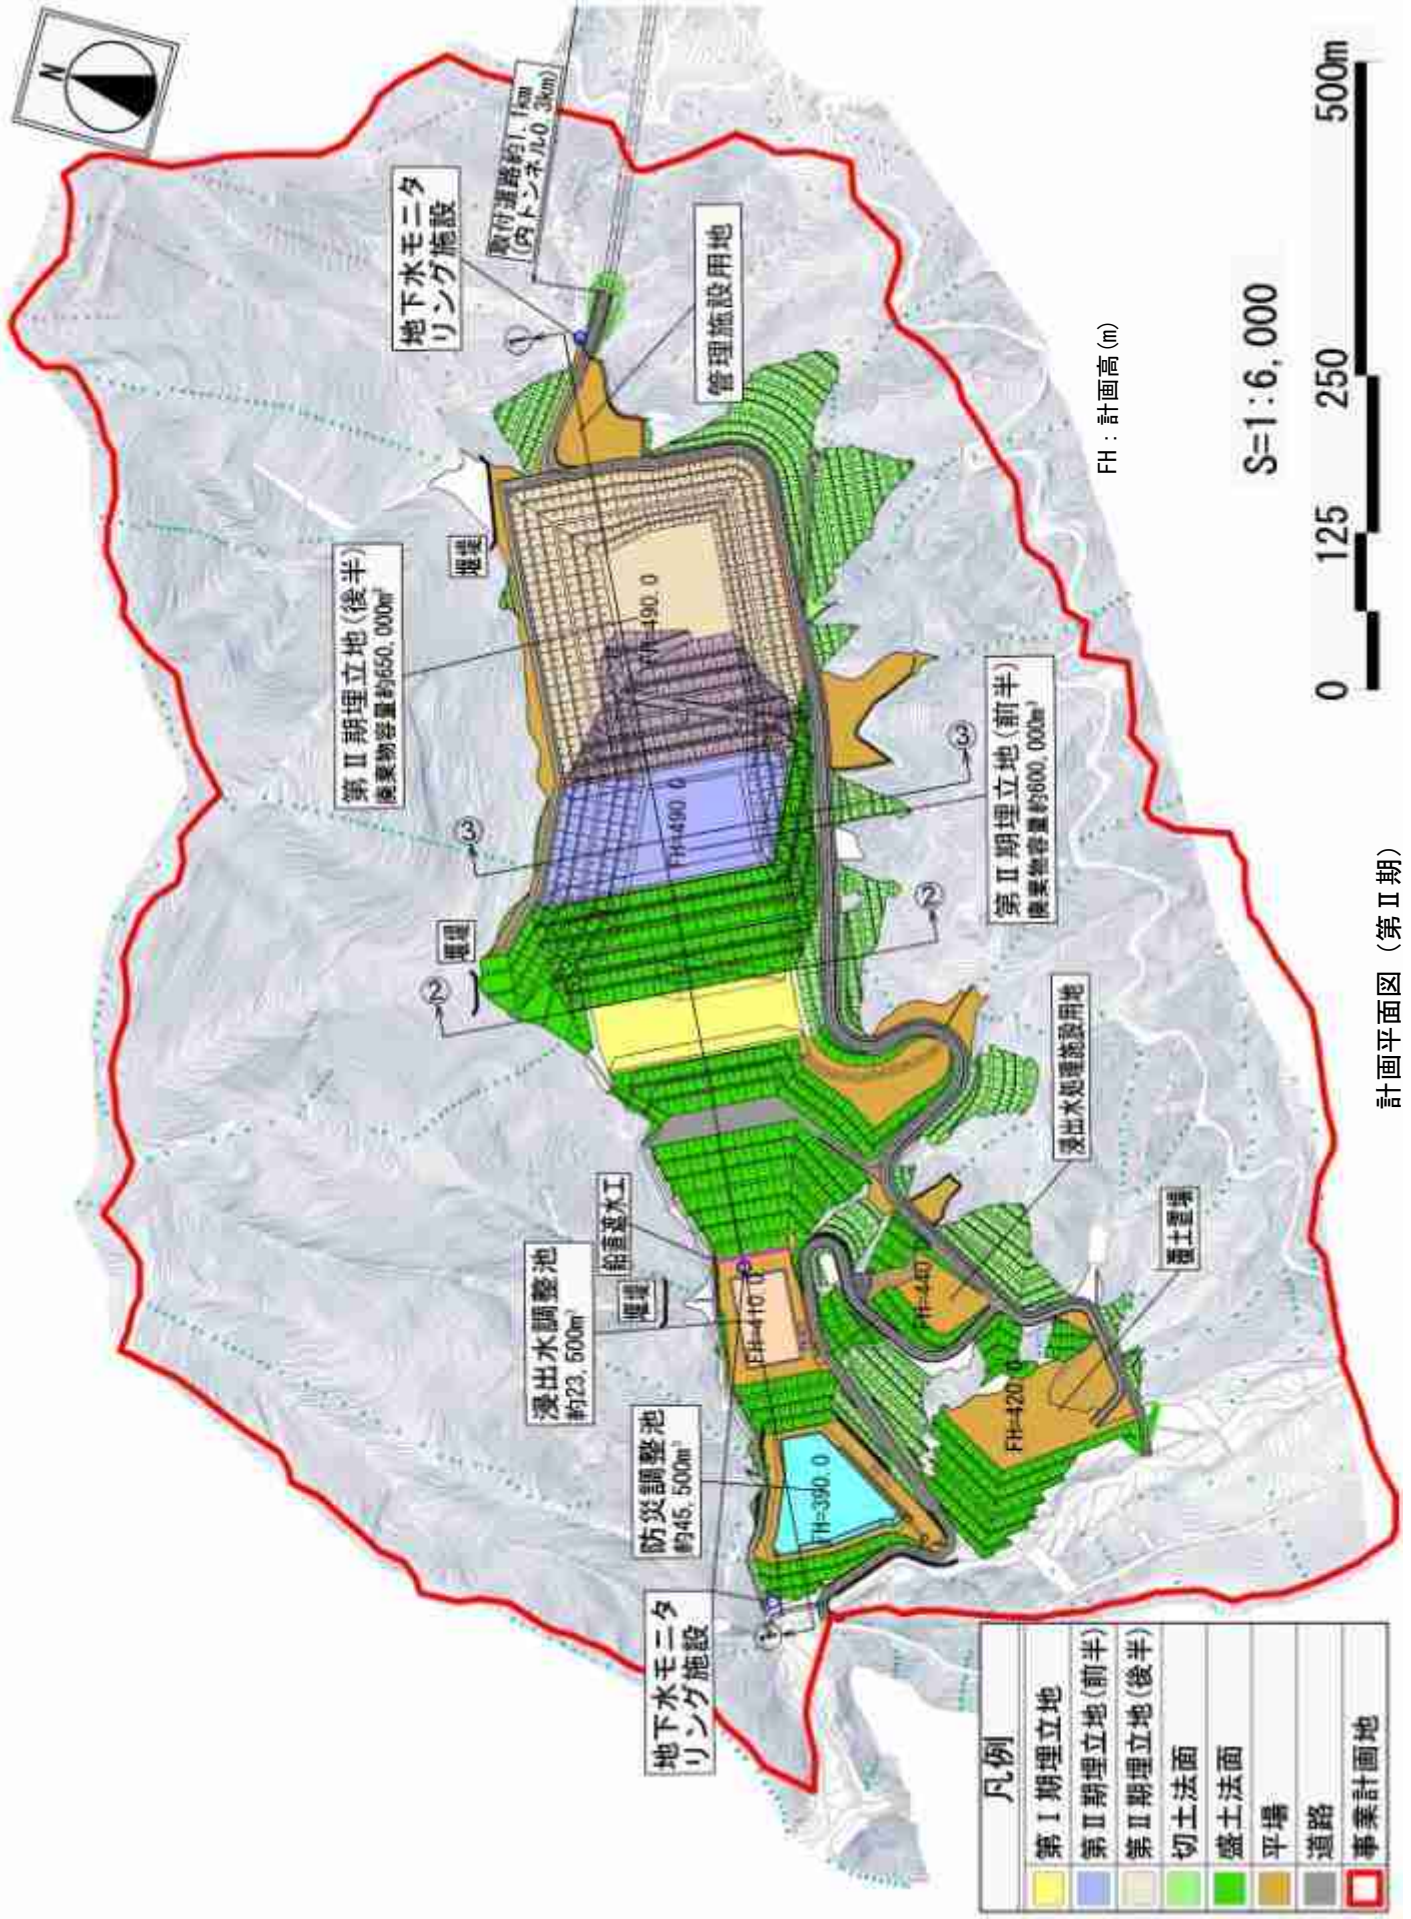 N
取付道路約1.1km
(内トンネル0.3km)
地下水モニタ
リング施設
①
管理施設用地
堰堤
第Ⅱ期埋立地(後半)
廃棄物容量約650,000m³
FH=490.0
FH=490.0
③
③
第Ⅱ期埋立地(前半)
廃棄物容量約600,000m³
堰堤
②
②
浸出水処理施設用地
鉛直遮水工
堰堤
浸出水調整池
約23,500m³
FH=410.0
FH=440
覆土置場
FH=420.0
防災調整池
約45,500m³
FH=390.0
地下水モニタ
リング施設
FH:計画高(m)
S=1:6,000
0 125 250 500m
凡例
第Ⅰ期埋立地
第Ⅱ期埋立地(前半)
第Ⅱ期埋立地(後半)
切土法面
盛土法面
平場
道路
事業計画地
計画平面図(第Ⅱ期)